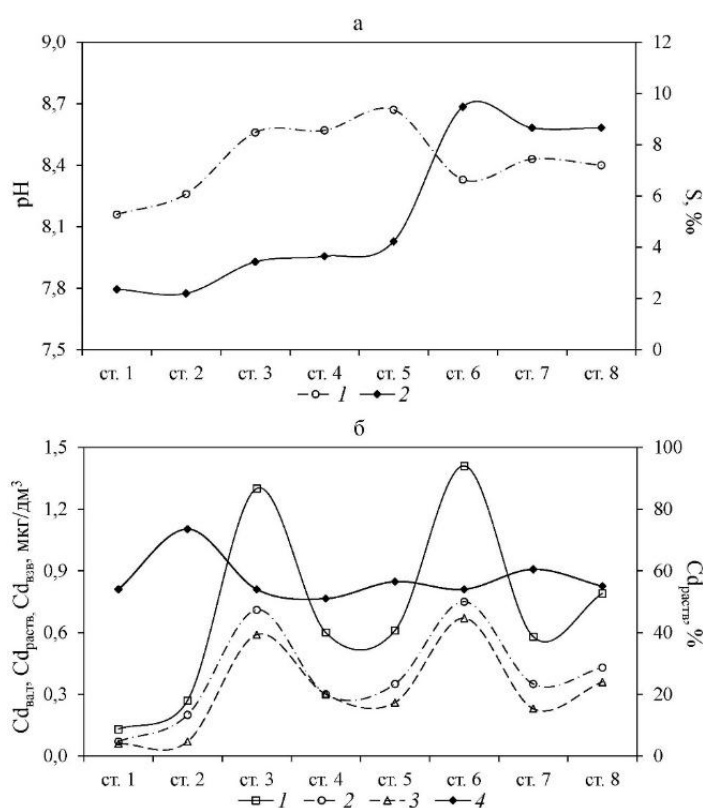 а
9,0
8,7
8,4
8,1
7,8
7,5
pH
12
10
8
6
4
2
0
S, ‰
ст. 1 ст. 2 ст. 3 ст. 4 ст. 5 ст. 6 ст. 7 ст. 8
1 2
б
1,5
1,2
0,9
0,6
0,3
0,0
Cdвал, Cdраств, Cdвзв, мкг/дм³
100
80
60
40
20
0
Cdраств, %
ст. 1 ст. 2 ст. 3 ст. 4 ст. 5 ст. 6 ст. 7 ст. 8
1 2 3 4